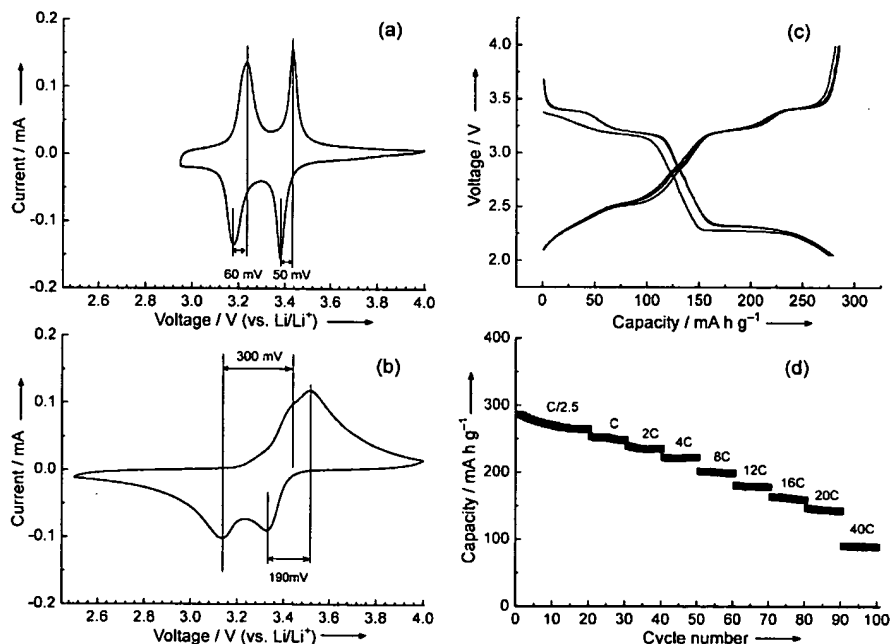 (a)
0.2
0.1
0.0
-0.1
-0.2
Current / mA
60 mV
50 mV
2.6 2.8 3.0 3.2 3.4 3.6 3.8 4.0
Voltage / V (vs. Li/Li⁺)
(b)
0.2
0.1
0.0
-0.1
-0.2
Current / mA
300 mV
190mV
2.6 2.8 3.0 3.2 3.4 3.6 3.8 4.0
Voltage / V (vs. Li/Li⁺)
(c)
4.0
3.5
3.0
2.5
2.0
Voltage / V
0 50 100 150 200 250 300
Capacity / mA h g⁻¹
(d)
400
300
200
100
0
Capacity / mA h g⁻¹
C/2.5
C
2C
4C
8C
12C
16C
20C
40C
0 10 20 30 40 50 60 70 80 90 100
Cycle number